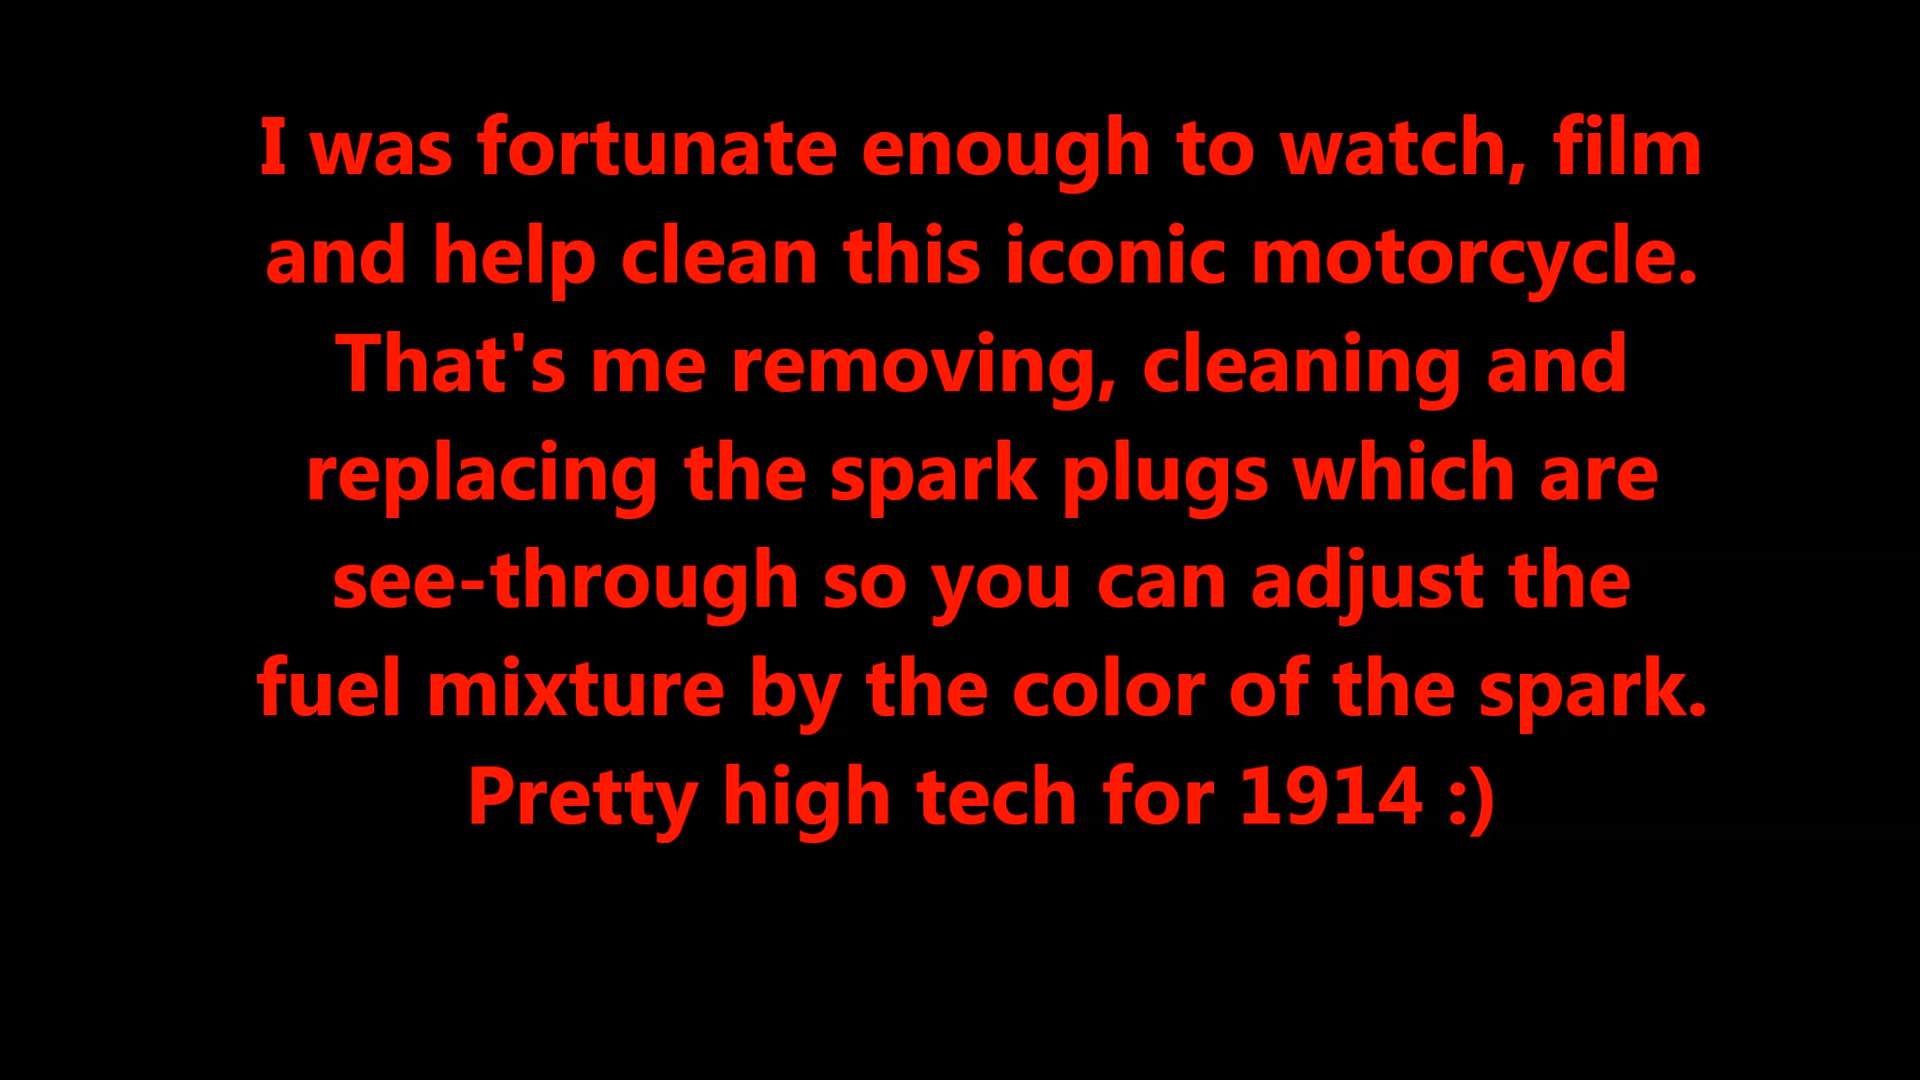 I was fortunate enough to watch, film
and help clean this iconic motorcycle.
That's me removing, cleaning and
replacing the spark plugs which are
see-through so you can adjust the
fuel mixture by the color of the spark.
Pretty high tech for 1914 :)